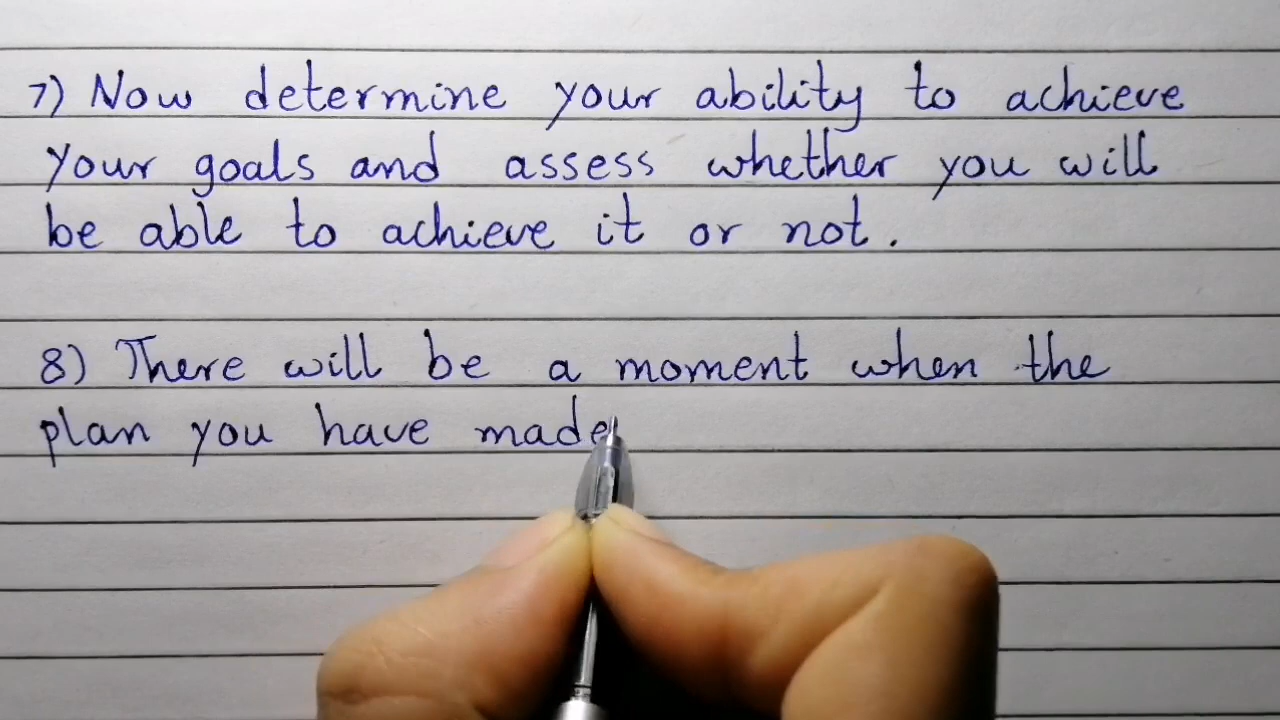 7) Now determine your ability to achieve
your goals and assess whether you will
be able to achieve it or not.
8) There will be a moment when the
plan you have made